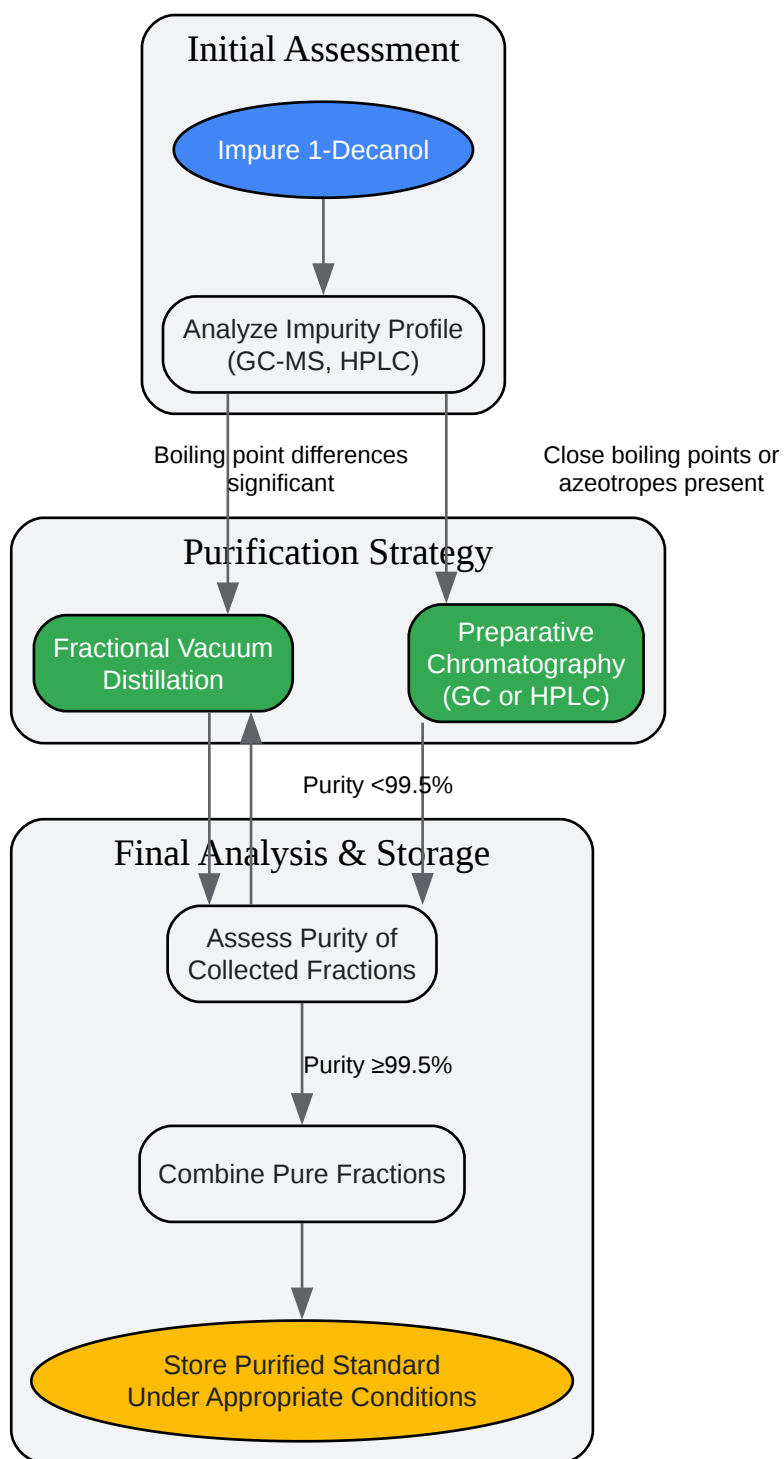 Initial Assessment
Impure 1-Decanol
Analyze Impurity Profile
(GC-MS, HPLC)
Boiling point differences
significant
Close boiling points or
azeotropes present
Purification Strategy
Fractional Vacuum
Distillation
Preparative
Chromatography
(GC or HPLC)
Purity <99.5%
Final Analysis & Storage
Assess Purity of
Collected Fractions
Purity ≥99.5%
Combine Pure Fractions
Store Purified Standard
Under Appropriate Conditions